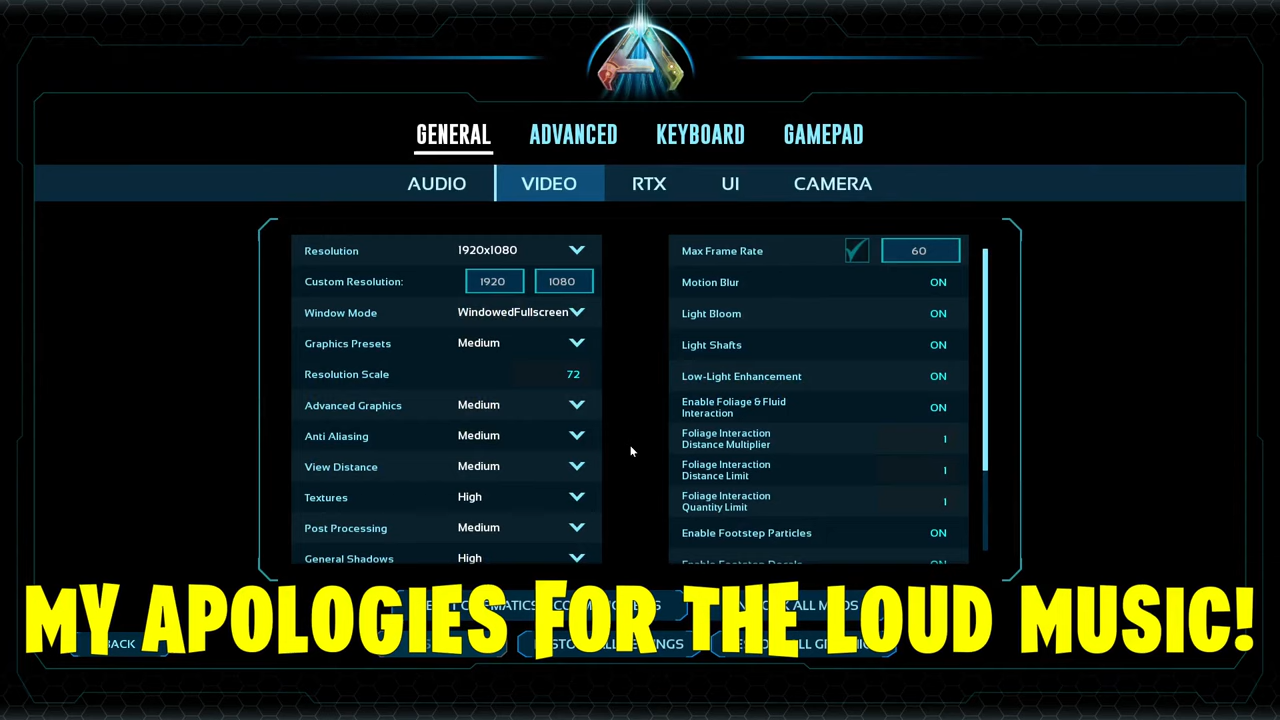 GENERAL ADVANCED KEYBOARD GAMEPAD
AUDIO VIDEO RTX UI CAMERA
Resolution 1920x1080
Custom Resolution: 1920 1080
Window Mode WindowedFullscreen
Graphics Presets Medium
Resolution Scale 72
Advanced Graphics Medium
Anti Aliasing Medium
View Distance Medium
Textures High
Post Processing Medium
General Shadows High
Max Frame Rate 60
Motion Blur ON
Light Bloom ON
Light Shafts ON
Low-Light Enhancement ON
Enable Foliage & Fluid
Interaction ON
Foliage Interaction
Distance Multiplier 1
Foliage Interaction
Distance Limit 1
Foliage Interaction
Quantity Limit 1
Enable Footstep Particles ON
MY APOLOGIES FOR THE LOUD MUSIC!
BACK